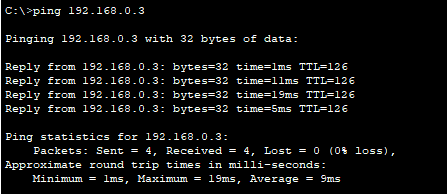 C:\>ping 192.168.0.3
Pinging 192.168.0.3 with 32 bytes of data:
Reply from 192.168.0.3: bytes=32 time=1ms TTL=126
Reply from 192.168.0.3: bytes=32 time=11ms TTL=126
Reply from 192.168.0.3: bytes=32 time=19ms TTL=126
Reply from 192.168.0.3: bytes=32 time=5ms TTL=126
Ping statistics for 192.168.0.3:
Packets: Sent = 4, Received = 4, Lost = 0 (0% loss),
Approximate round trip times in milli-seconds:
Minimum = 1ms, Maximum = 19ms, Average = 9ms